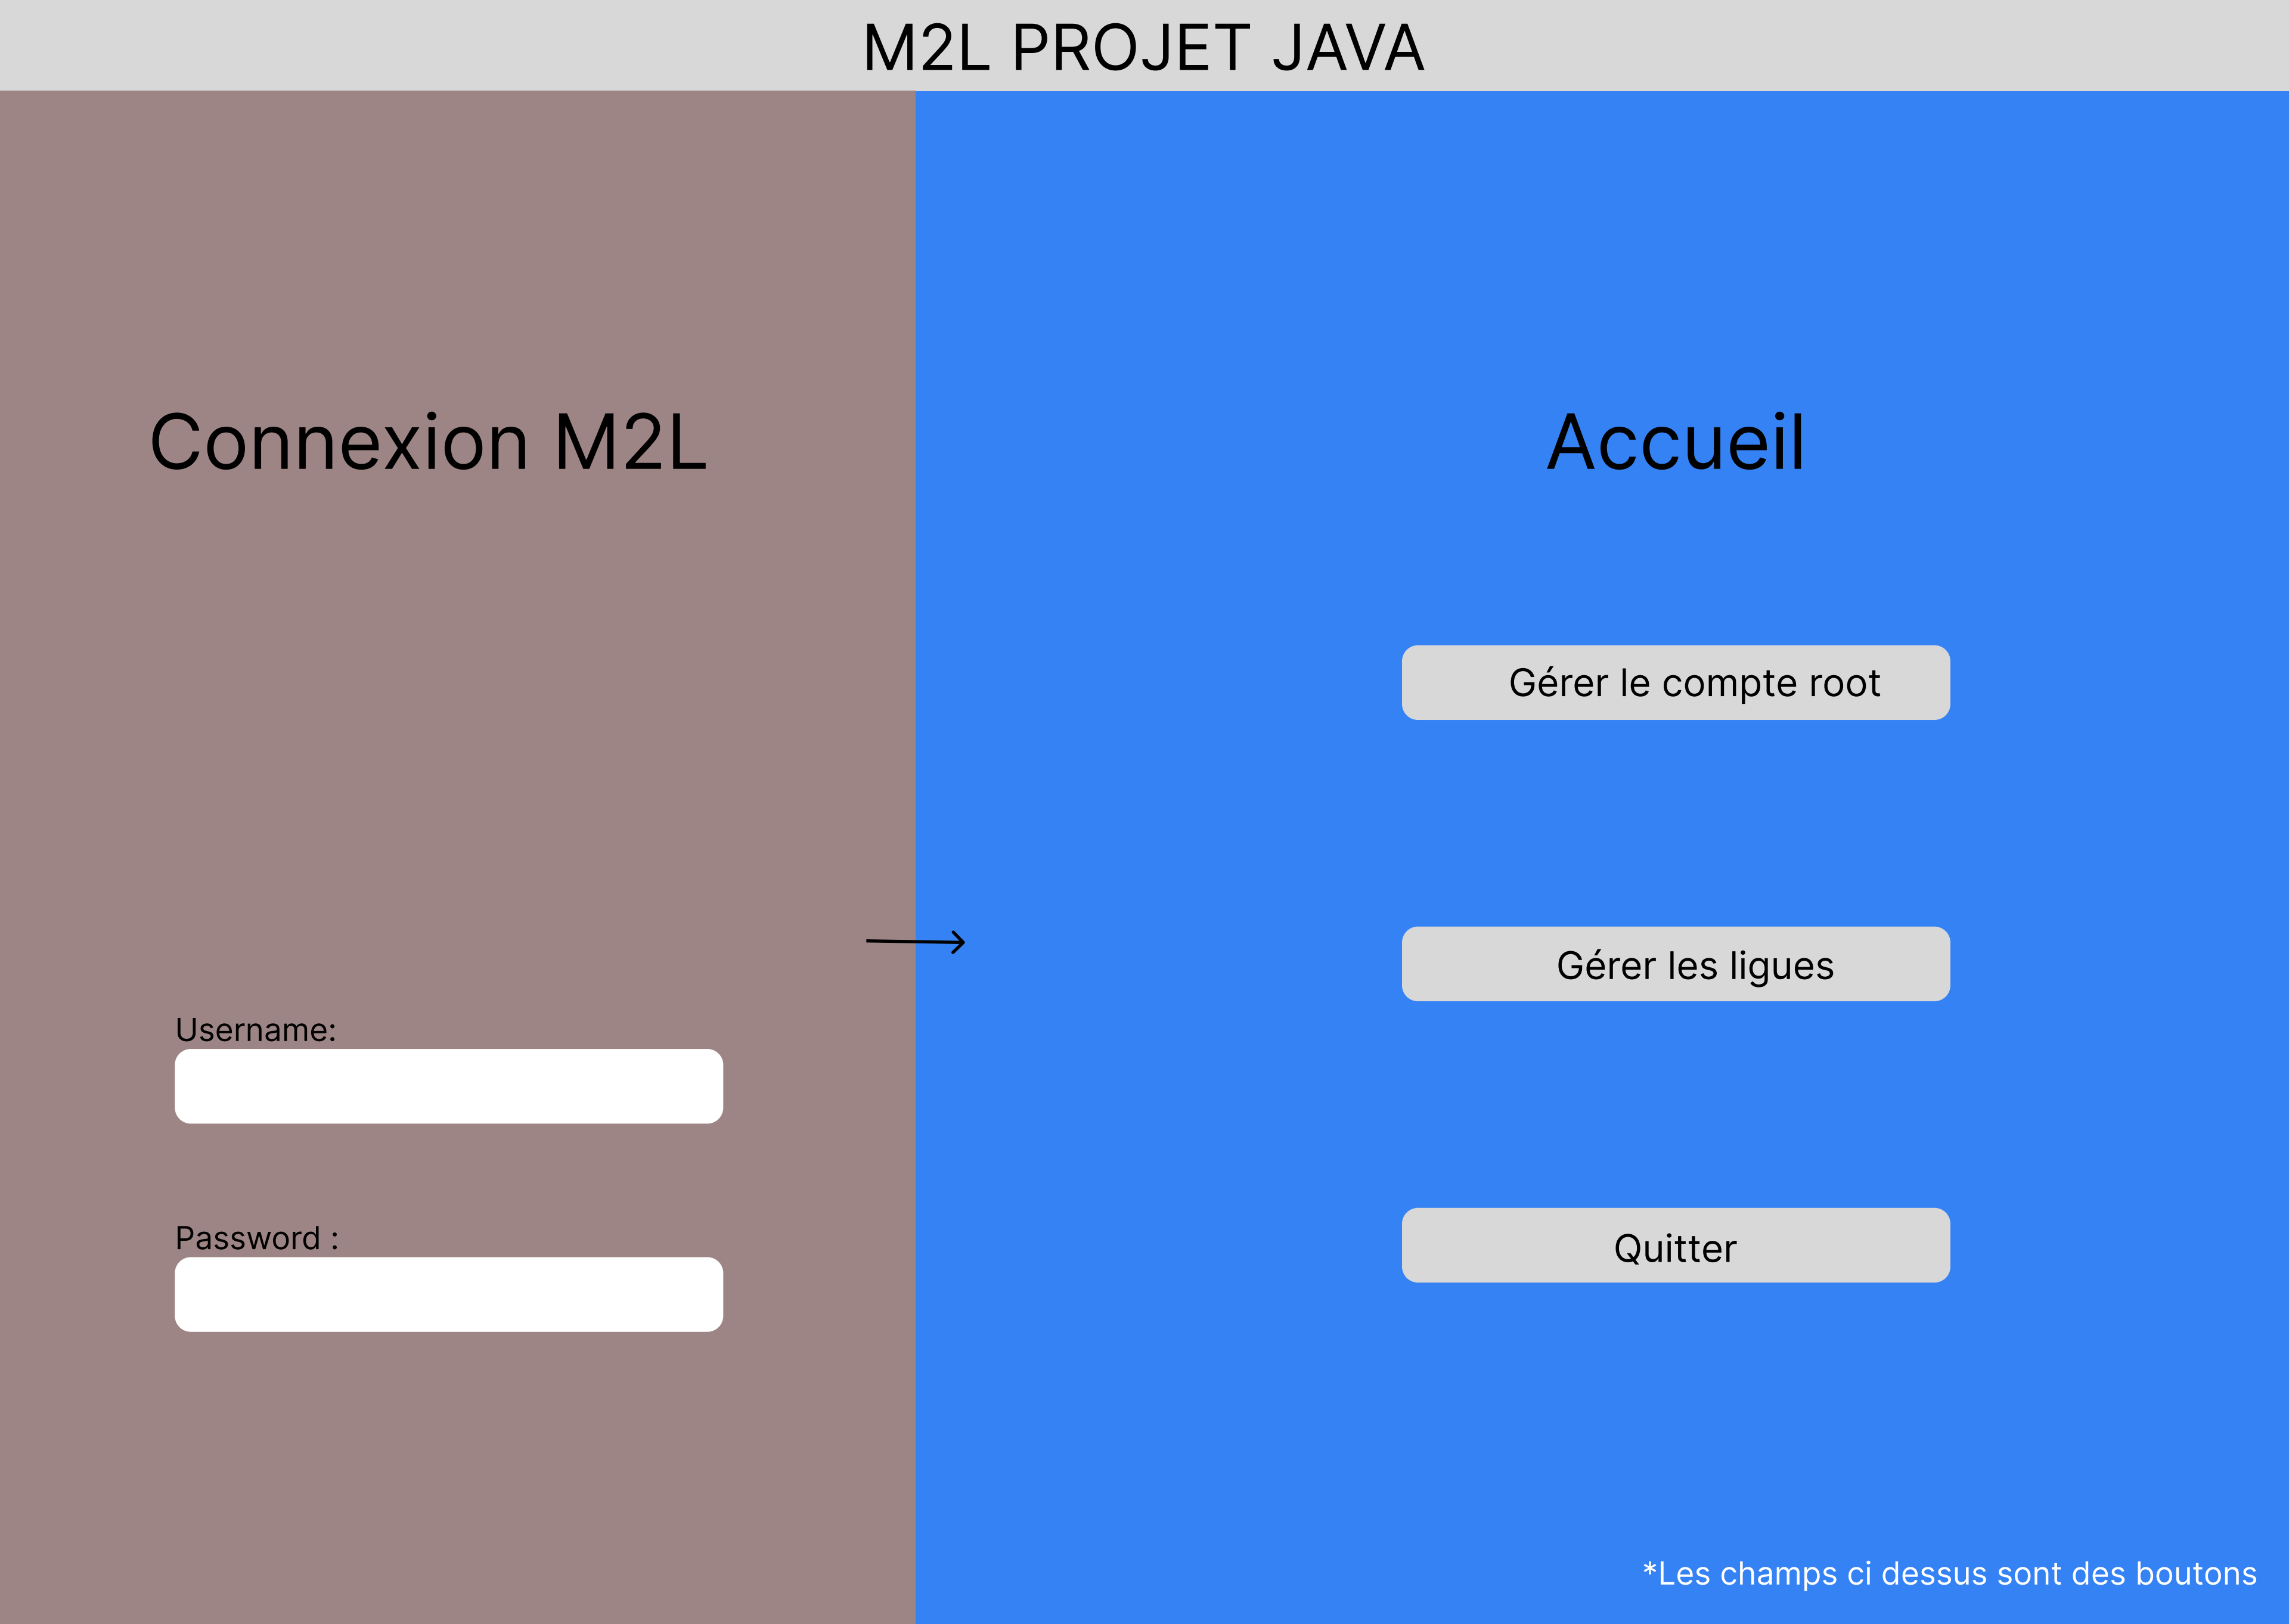 M2L PROJET JAVA
Connexion M2L
Username:
Password :
Accueil
Gérer le compte root
Gérer les ligues
Quitter
*Les champs ci dessus sont des boutons